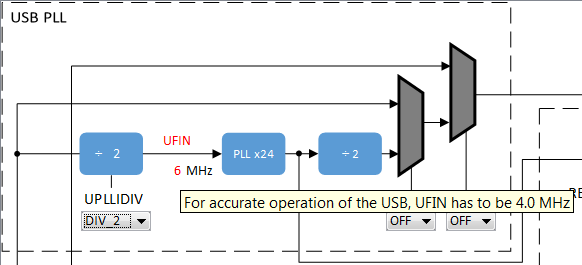 USB PLL
UFIN
÷ 2
PLL x24
÷ 2
6 MHz
UPLLIDIV
For accurate operation of the USB, UFIN has to be 4.0 MHz
DIV_2
OFF
OFF